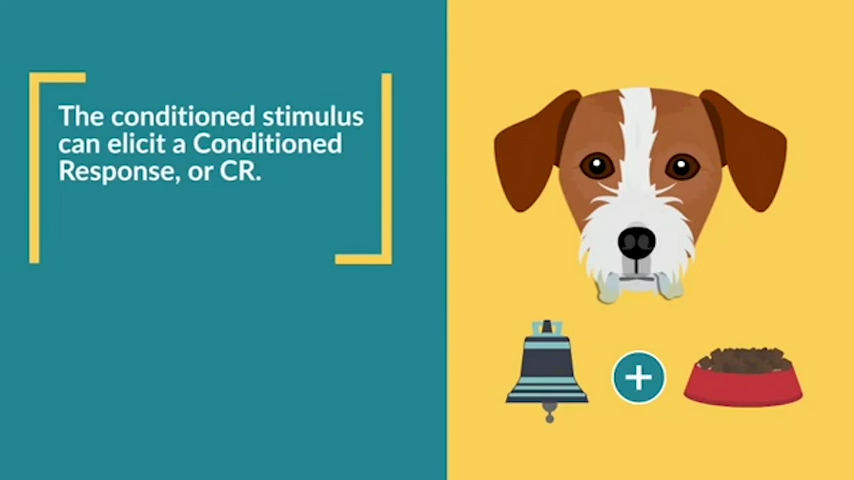 The conditioned stimulus
can elicit a Conditioned
Response, or CR.